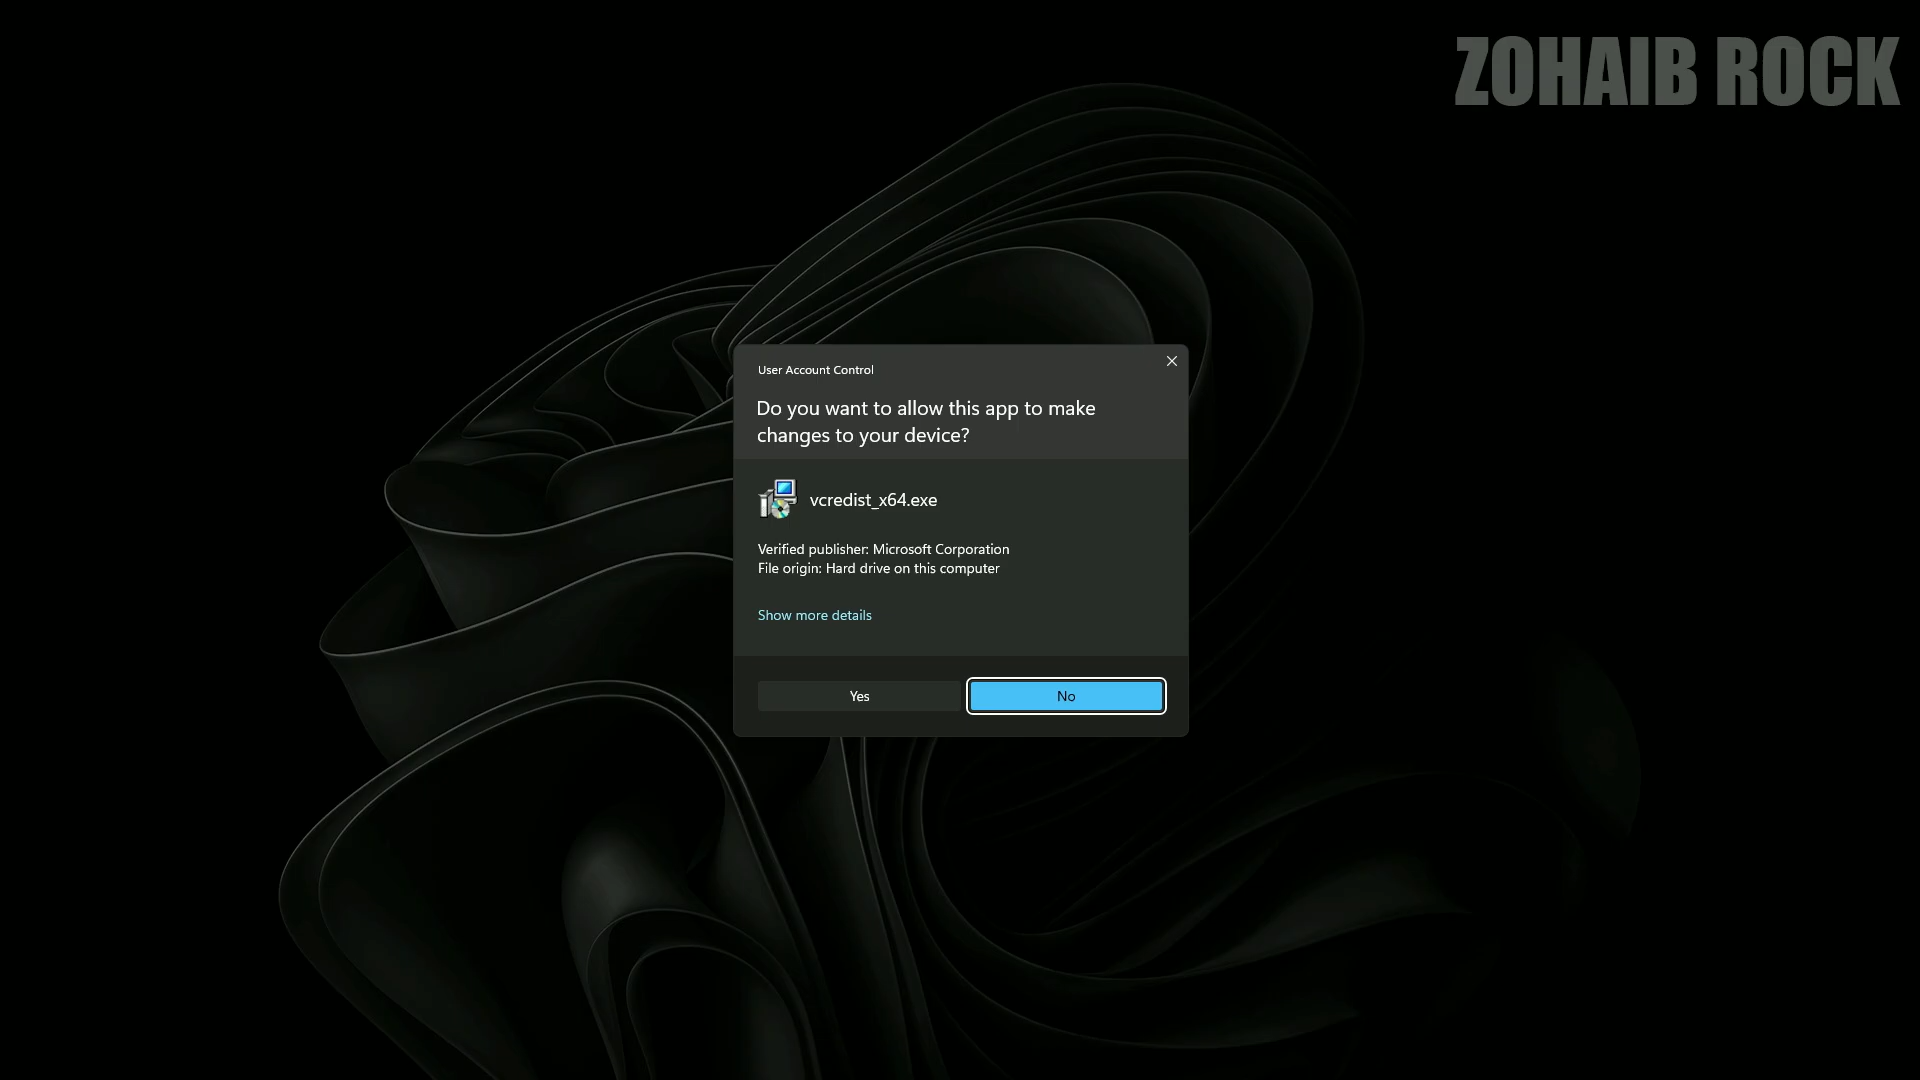 ZOHAIB ROCK
User Account Control
Do you want to allow this app to make
changes to your device?
vcredist_x64.exe
Verified publisher: Microsoft Corporation
File origin: Hard drive on this computer
Show more details
Yes
No